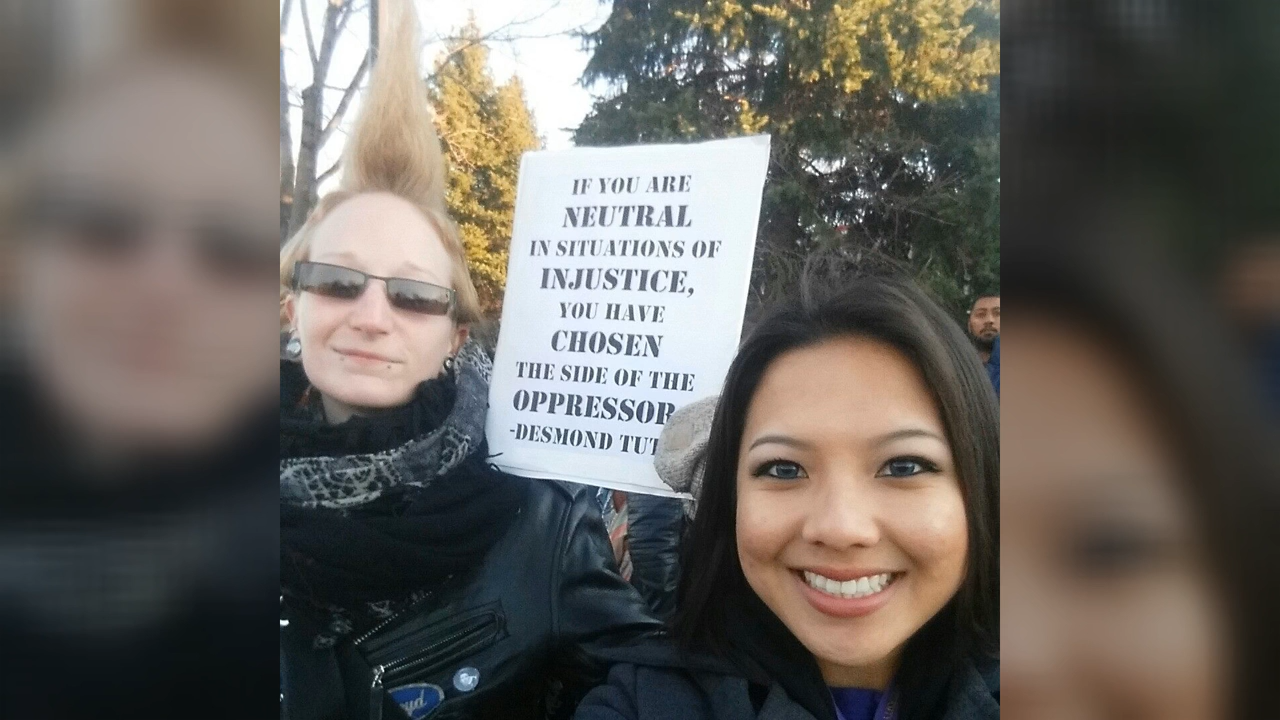 IF YOU ARE
NEUTRAL
IN SITUATIONS OF
INJUSTICE,
YOU HAVE
CHOSEN
THE SIDE OF THE
OPPRESSOR
-DESMOND TUT